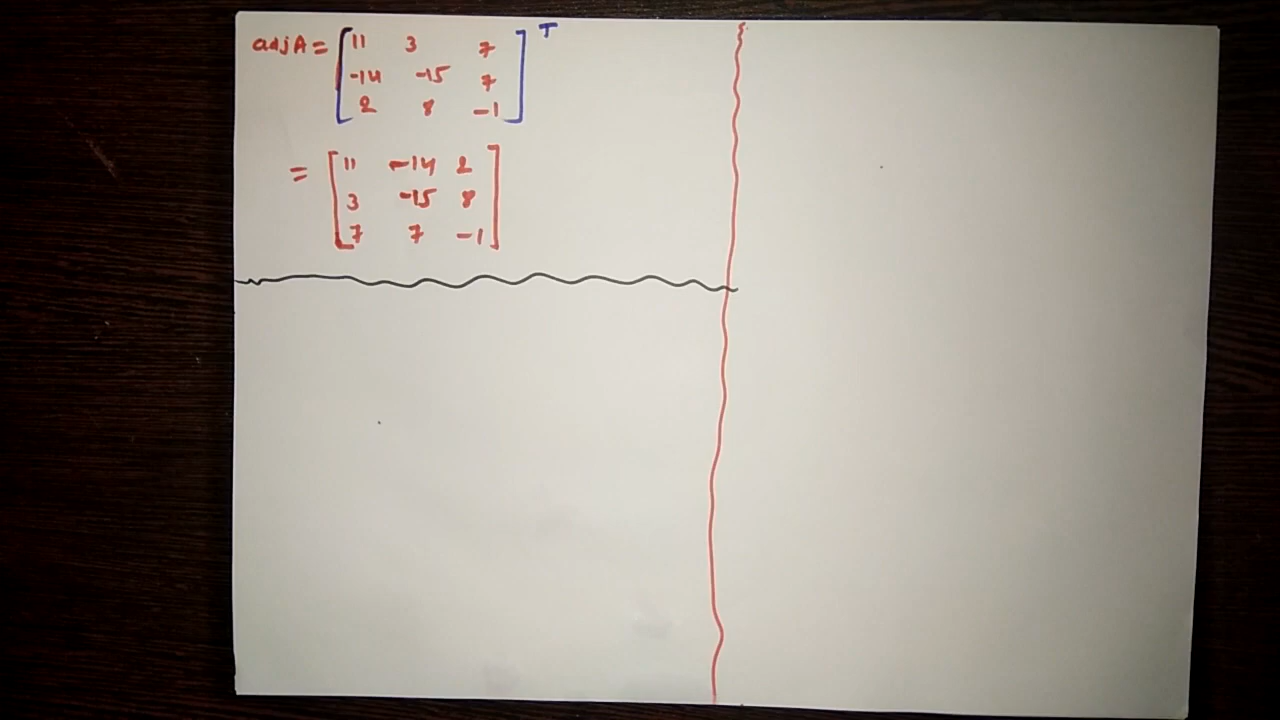 adjA = [11 3 7]T
-14 -15 7
2 8 -1
= [11 -14 2]
3 -15 8
7 7 -1